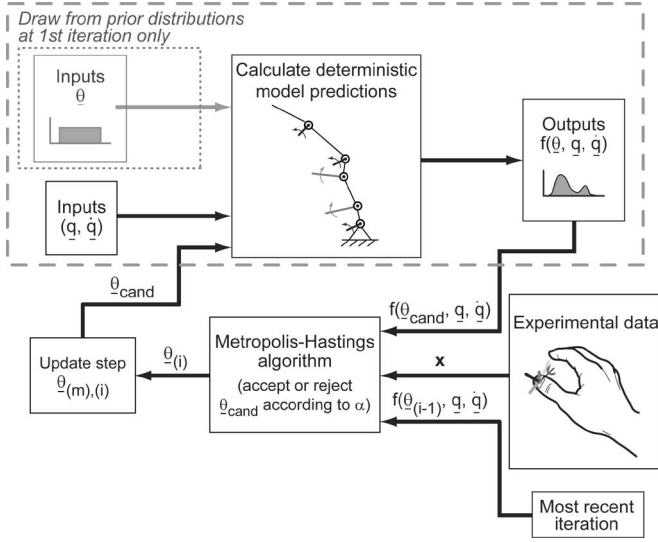 Draw from prior distributions
at 1st iteration only
Inputs
θ
Calculate deterministic
model predictions
Outputs
f(θ, q, q̇)
Inputs
(q, q̇)
θcand
f(θcand, q, q̇)
Experimental data
Update step
θ(m),(i)
θ(i)
Metropolis-Hastings
algorithm
(accept or reject
θcand according to α)
x
f(θ(i-1), q, q̇)
Most recent
iteration